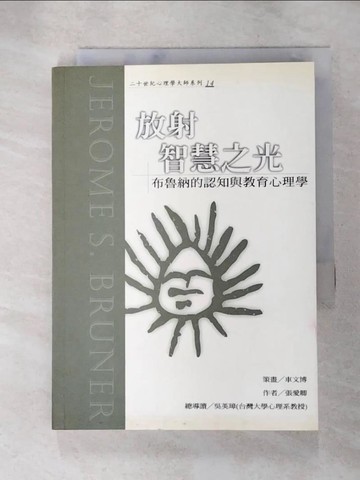 二十世紀心理學大師系列 14
放射
智慧之光
布魯納的認知與教育心理學
JEROME S. BRUNER
策畫／車文博
作者／張愛卿
總導讀／吳英璋(台灣大學心理系教授)